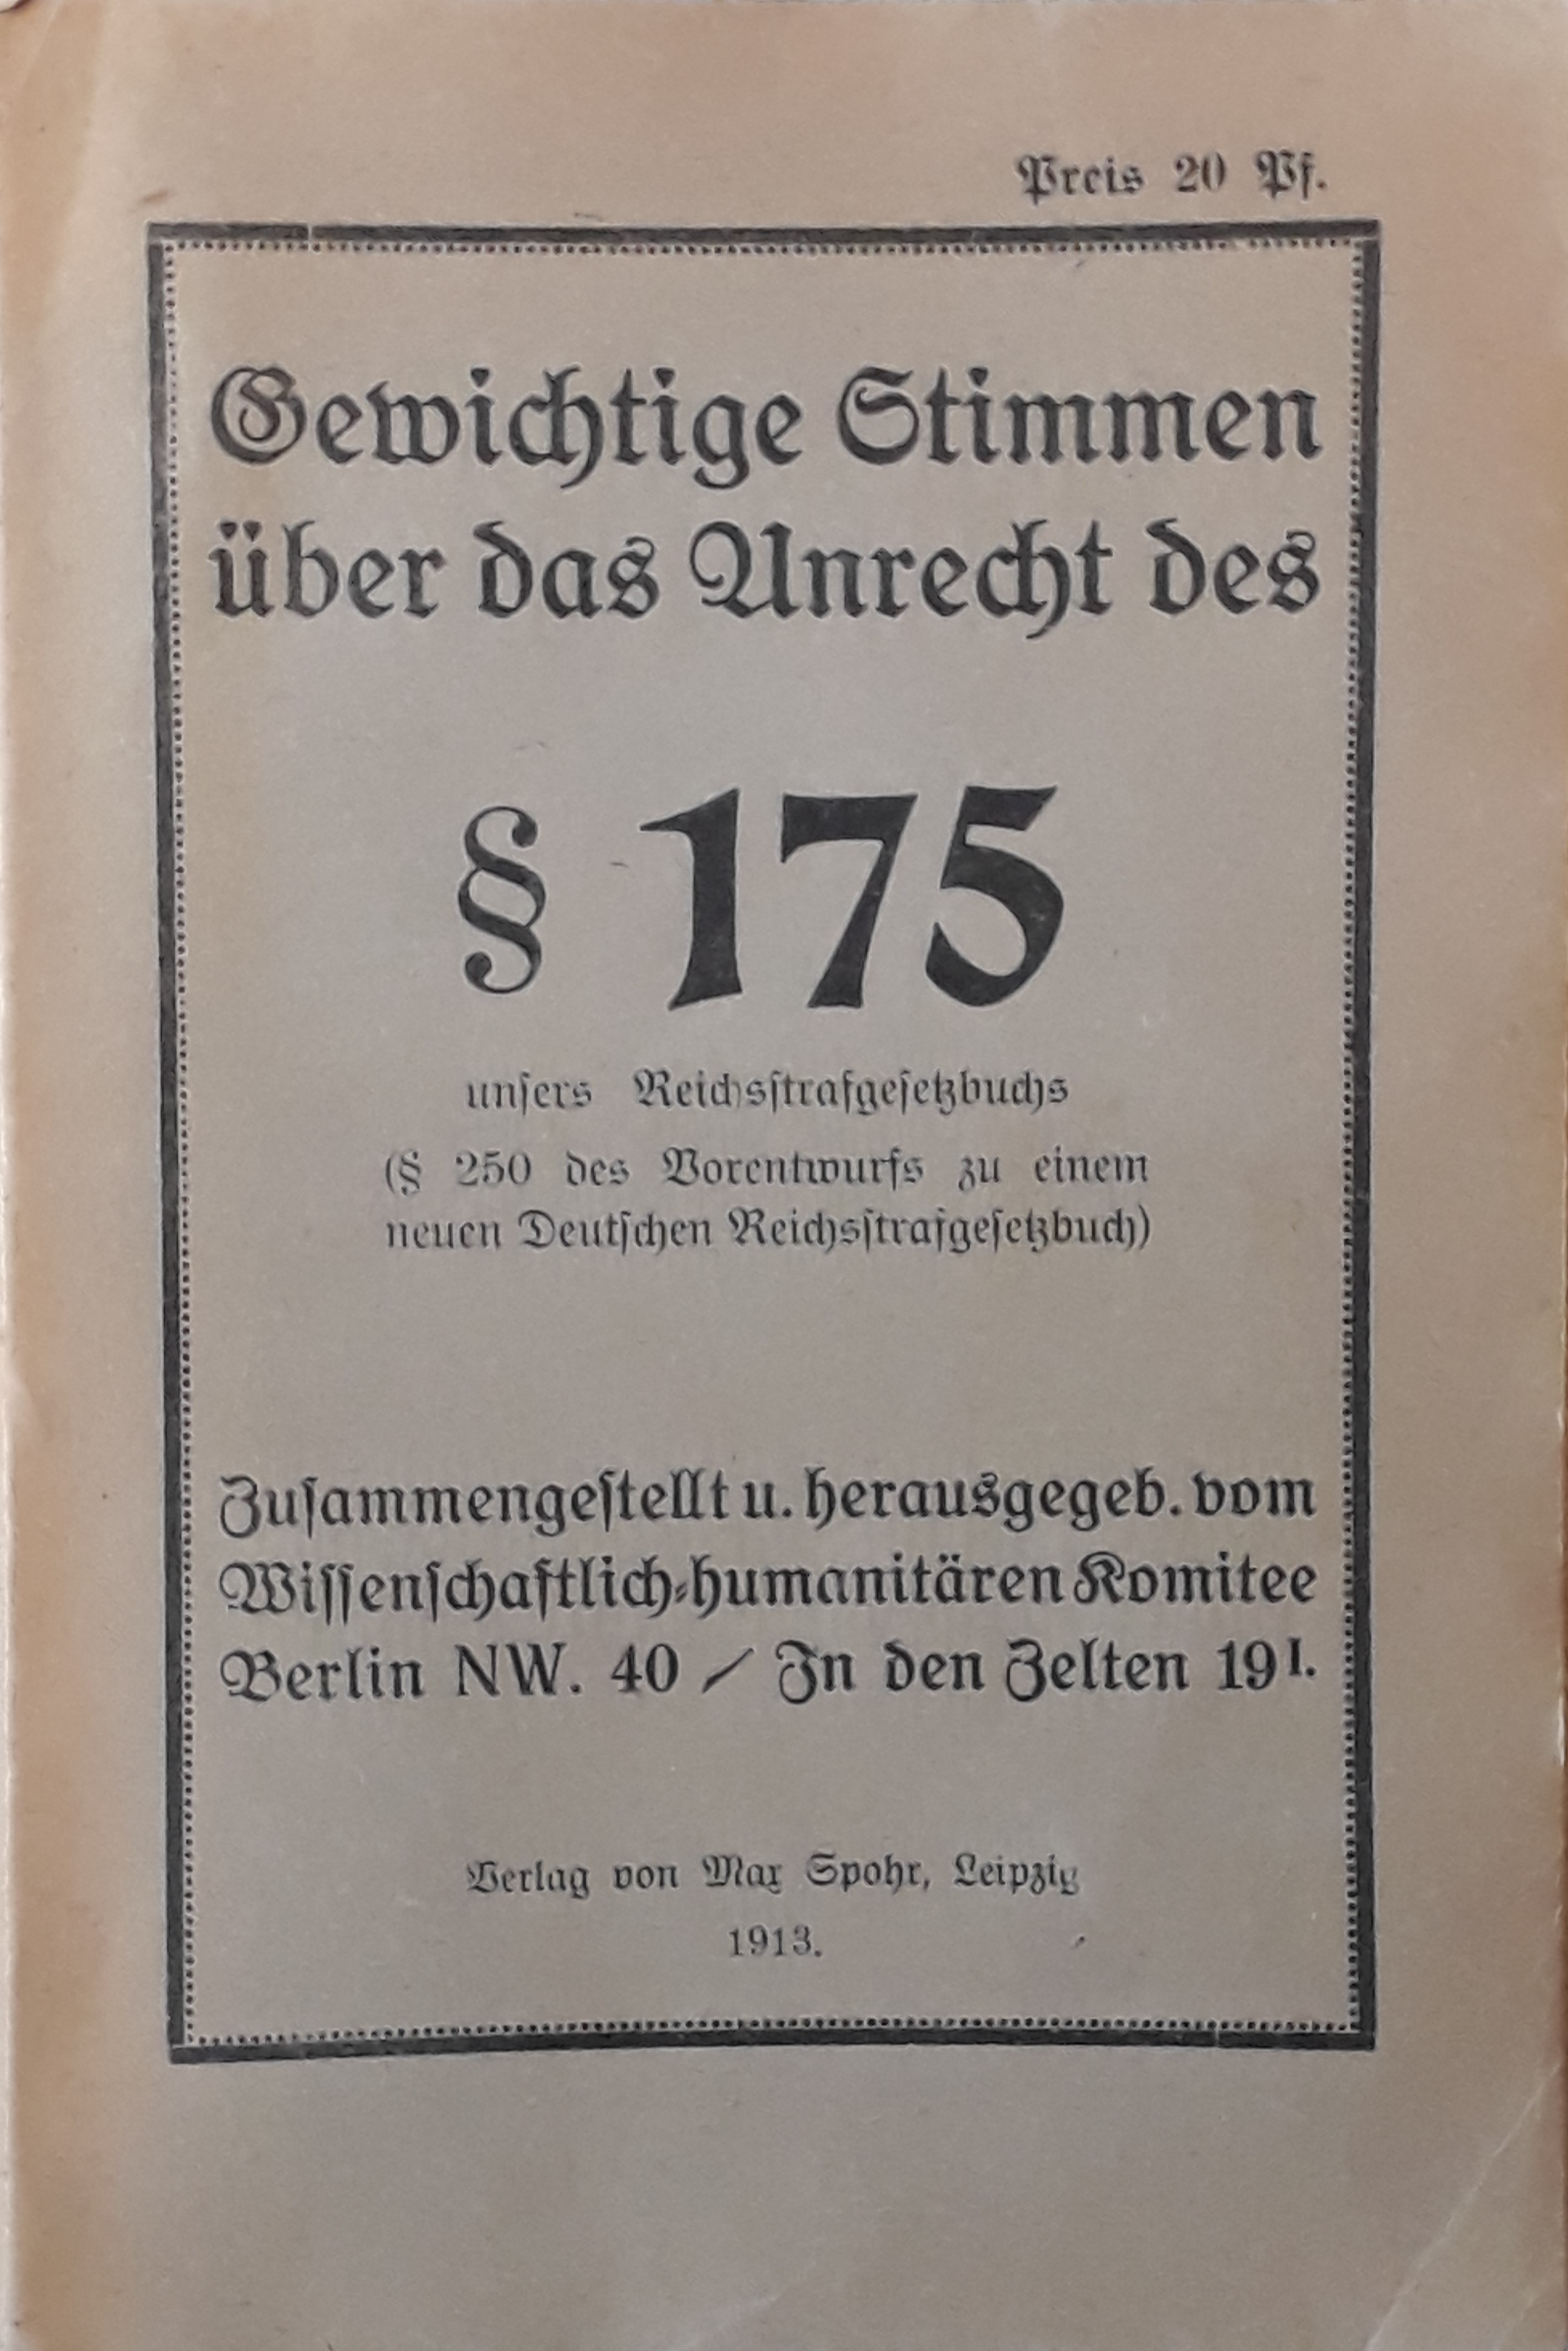 Preis 20 Pf.
Gewichtige Stimmen
über das Unrecht des
§ 175
unſers Reichsſtrafgeſetzbuchs
(§ 250 des Vorentwurfs zu einem
neuen Deutſchen Reichsſtrafgeſetzbuch)
Zuſammengeſtellt u. herausgegeb. vom
Wiſſenſchaftlich-humanitären Komitee
Berlin NW. 40 / In den Zelten 19 I.
Verlag von Max Spohr, Leipzig
1913.